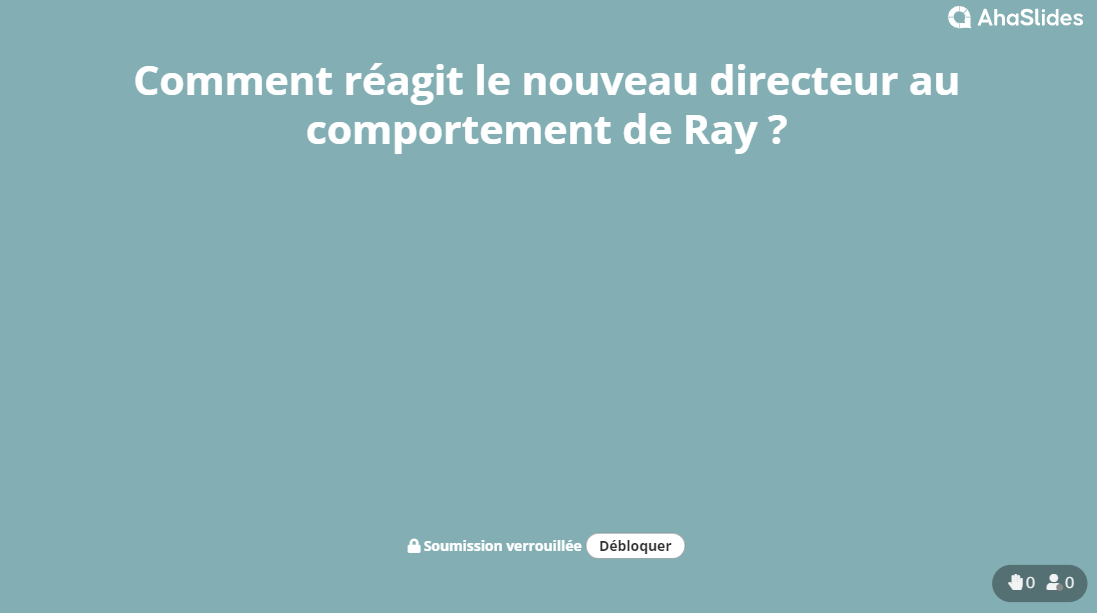 AhaSlides
Comment réagit le nouveau directeur au
comportement de Ray ?
Soumission verrouillée Débloquer
0 0